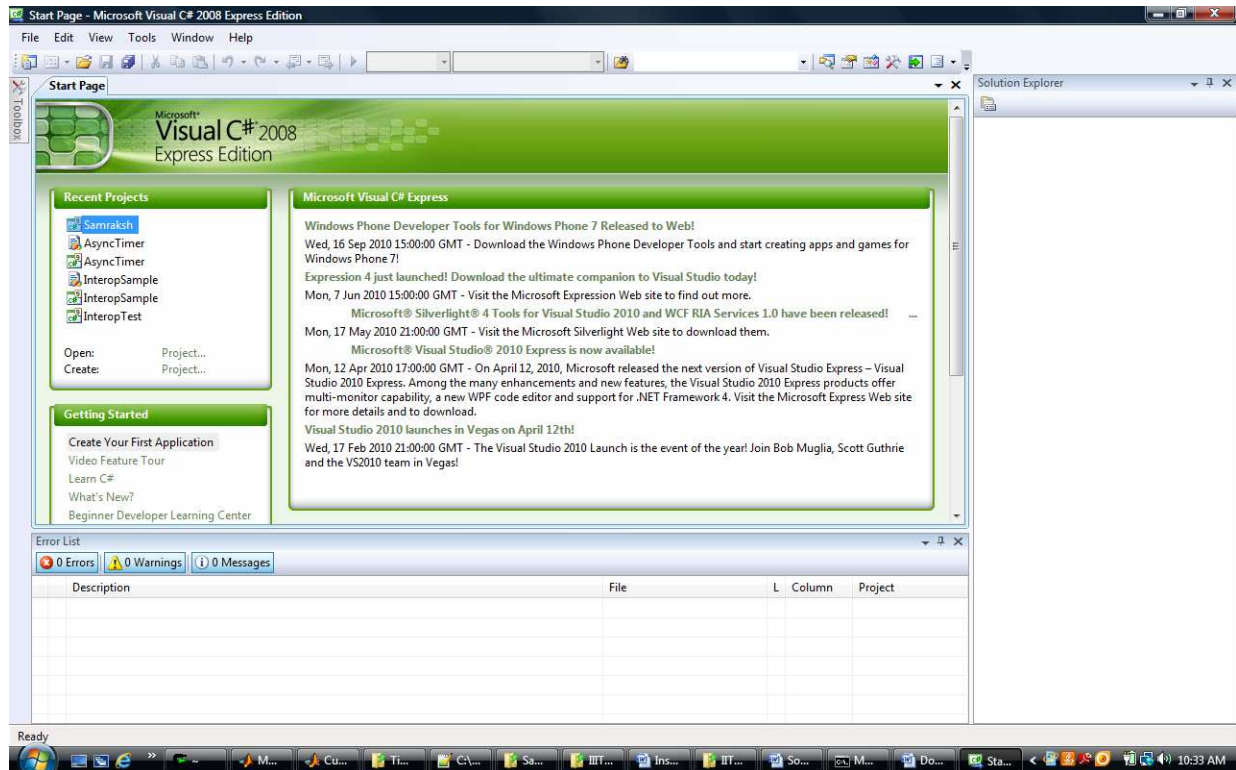 Start Page - Microsoft Visual C# 2008 Express Edition
File Edit View Tools Window Help
Toolbox
Start Page
Solution Explorer
Microsoft
Visual C# 2008
Express Edition
Recent Projects
Samraksh
AsyncTimer
AsyncTimer
InteropSample
InteropSample
InteropTest
Open: Project...
Create: Project...
Getting Started
Create Your First Application
Video Feature Tour
Learn C#
What's New?
Beginner Developer Learning Center
Microsoft Visual C# Express
Windows Phone Developer Tools for Windows Phone 7 Released to Web!
Wed, 16 Sep 2010 15:00:00 GMT - Download the Windows Phone Developer Tools and start creating apps and games for
Windows Phone 7!
Expression 4 just launched! Download the ultimate companion to Visual Studio today!
Mon, 7 Jun 2010 15:00:00 GMT - Visit the Microsoft Expression Web site to find out more.
Microsoft® Silverlight® 4 Tools for Visual Studio 2010 and WCF RIA Services 1.0 have been released! ...
Mon, 17 May 2010 21:00:00 GMT - Visit the Microsoft Silverlight Web site to download them.
Microsoft® Visual Studio® 2010 Express is now available!
Mon, 12 Apr 2010 17:00:00 GMT - On April 12, 2010, Microsoft released the next version of Visual Studio Express – Visual
Studio 2010 Express. Among the many enhancements and new features, the Visual Studio 2010 Express products offer
multi-monitor capability, a new WPF code editor and support for .NET Framework 4. Visit the Microsoft Express Web site
for more details and to download.
Visual Studio 2010 launches in Vegas on April 12th!
Wed, 17 Feb 2010 21:00:00 GMT - The Visual Studio 2010 Launch is the event of the year! Join Bob Muglia, Scott Guthrie
and the VS2010 team in Vegas!
Error List
0 Errors 0 Warnings 0 Messages
Description File L Column Project
Ready
~ M... Cu... Ti... C:\... Sa... IIT... Ins... IIT... So... M... Do... Sta... 10:33 AM